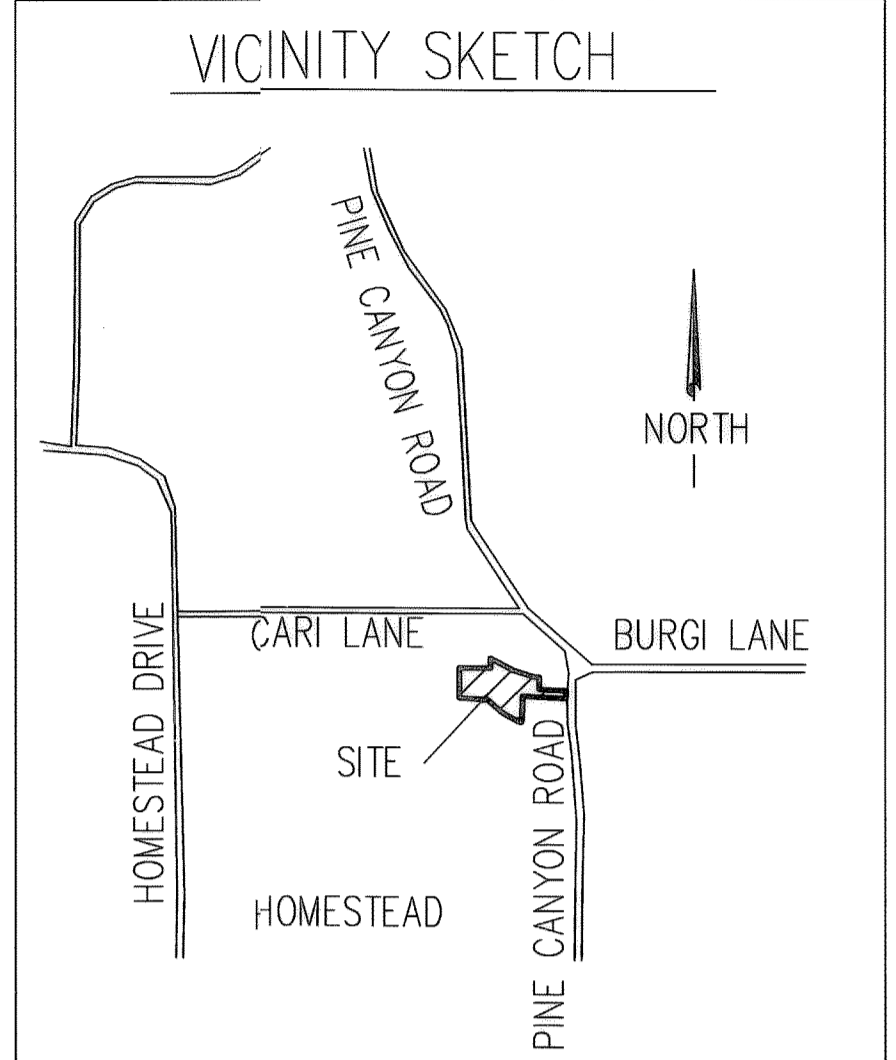 VICINITY SKETCH
PINE CANYON ROAD
NORTH
HOMESTEAD DRIVE
CARI LANE
BURGI LANE
SITE
PINE CANYON ROAD
HOMESTEAD